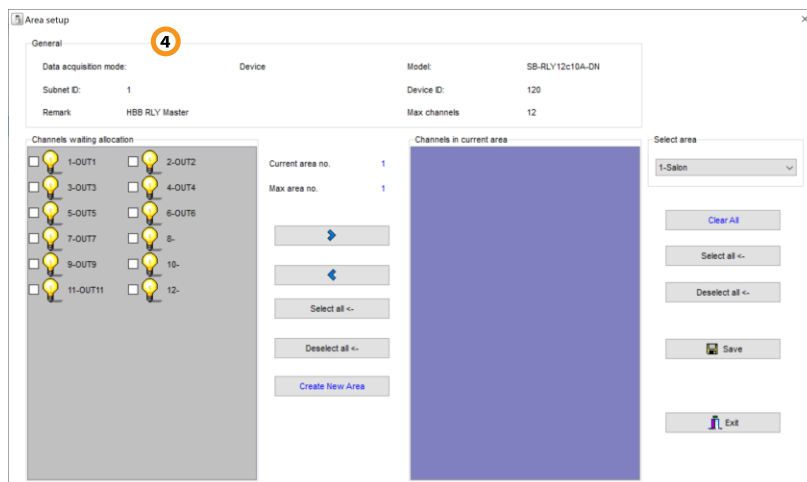 Area setup
4
General
Data acquisition mode: Device Model: SB-RLY12c10A-DN
Subnet ID: 1 Device ID: 120
Remark HBB RLY Master Max channels 12
Channels waiting allocation
1-OUT1 2-OUT2
3-OUT3 4-OUT4
5-OUT5 6-OUT6
7-OUT7 8-
9-OUT9 10-
11-OUT11 12-
Current area no. 1
Max area no. 1
Select all <-
Deselect all <-
Create New Area
Channels in current area
Select area
1-Salon
Clear All
Select all <-
Deselect all <-
Save
Exit